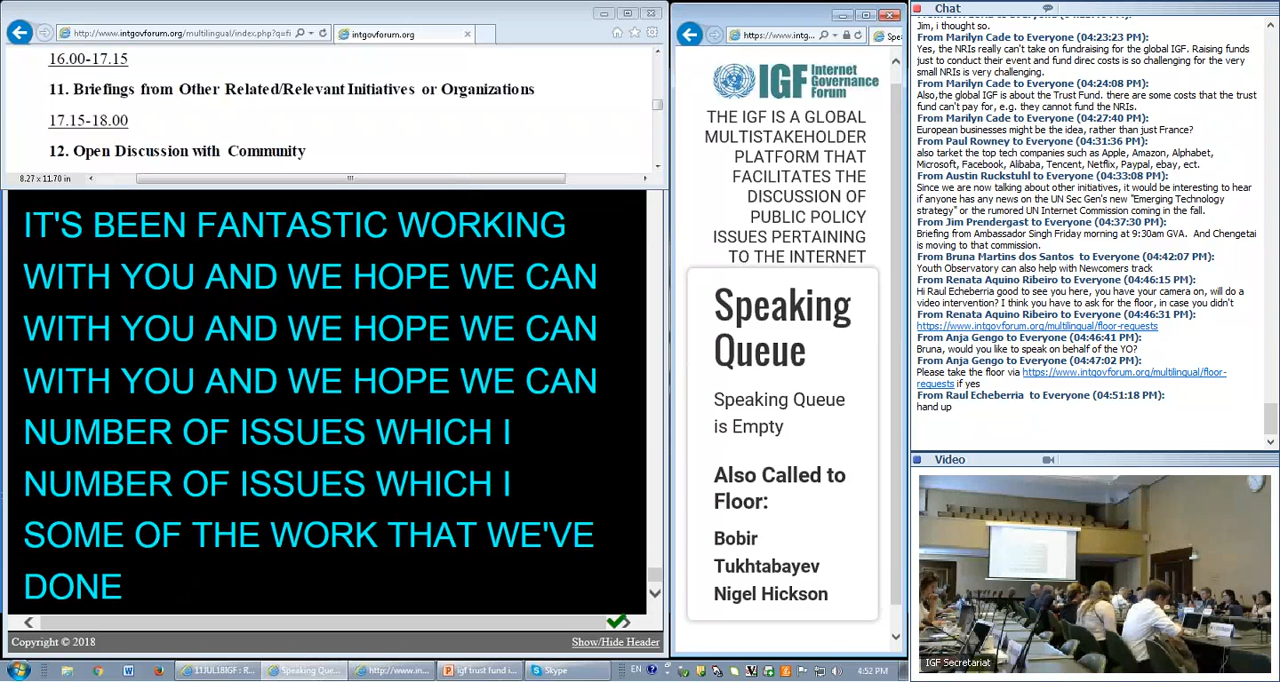 http://www.intgovforum.org/multilingual/index.php?q=fi
intgovforum.org
16.00-17.15
11. Briefings from Other Related/Relevant Initiatives or Organizations
17.15-18.00
12. Open Discussion with Community
8.27 x 11.70 in
IT'S BEEN FANTASTIC WORKING
WITH YOU AND WE HOPE WE CAN
WITH YOU AND WE HOPE WE CAN
WITH YOU AND WE HOPE WE CAN
NUMBER OF ISSUES WHICH I
NUMBER OF ISSUES WHICH I
SOME OF THE WORK THAT WE'VE
DONE
Copyright © 2018
Show/Hide Header
https://www.intg...
Spe
IGF Internet
Governance
Forum
THE IGF IS A GLOBAL
MULTISTAKEHOLDER
PLATFORM THAT
FACILITATES THE
DISCUSSION OF
PUBLIC POLICY
ISSUES PERTAINING
TO THE INTERNET
Speaking
Queue
Speaking Queue
is Empty
Also Called to
Floor:
Bobir
Tukhtabayev
Nigel Hickson
Chat
Jim, i thought so.
From Marilyn Cade to Everyone (04:23:23 PM):
Yes, the NRIs really can't take on fundraising for the global IGF. Raising funds
just to conduct their event and fund direc costs is so challenging for the very
small NRIs is very challenging.
From Marilyn Cade to Everyone (04:24:08 PM):
Also,the global IGF is about the Trust Fund. there are some costs that the trust
fund can't pay for, e.g. they cannot fund the NRIs.
From Marilyn Cade to Everyone (04:27:40 PM):
European businesses might be the idea, rather than just France?
From Paul Rowney to Everyone (04:31:36 PM):
also tarket the top tech companies such as Apple, Amazon, Alphabet,
Microsoft, Facebook, Alibaba, Tencent, Netflix, Paypal, ebay, ect.
From Austin Ruckstuhl to Everyone (04:33:08 PM):
Since we are now talking about other initiatives, it would be interesting to hear
if anyone has any news on the UN Sec Gen's new "Emerging Technology
strategy" or the rumored UN Internet Commission coming in the fall.
From Jim Prendergast to Everyone (04:37:30 PM):
Briefing from Ambassador Singh Friday morning at 9:30am GVA. And Chengetai
is moving to that commission.
From Bruna Martins dos Santos to Everyone (04:42:07 PM):
Youth Observatory can also help with Newcomers track
From Renata Aquino Ribeiro to Everyone (04:46:15 PM):
Hi Raul Echeberria good to see you here, you have your camera on, will do a
video intervention? I think you have to ask for the floor, in case you didn't
From Renata Aquino Ribeiro to Everyone (04:46:31 PM):
https://www.intgovforum.org/multilingual/floor-requests
From Anja Gengo to Everyone (04:46:41 PM):
Bruna, would you like to speak on behalf of the YO?
From Anja Gengo to Everyone (04:47:02 PM):
Please take the floor via https://www.intgovforum.org/multilingual/floor-
requests if yes
From Raul Echeberria to Everyone (04:51:18 PM):
hand up
Video
IGF Secretariat
11JUL18IGF : R...
Speaking Que...
http://www.in...
igf trust fund i...
Skype
EN
4:52 PM